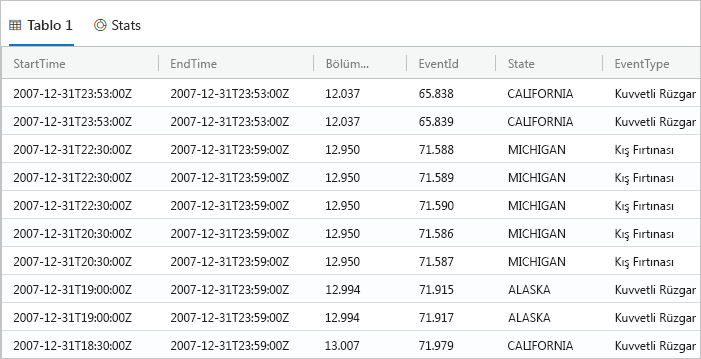 Tablo 1 Stats
StartTime EndTime Bölüm... EventId State EventType
2007-12-31T23:53:00Z 2007-12-31T23:53:00Z 12.037 65.838 CALIFORNIA Kuvvetli Rüzgar
2007-12-31T23:53:00Z 2007-12-31T23:53:00Z 12.037 65.839 CALIFORNIA Kuvvetli Rüzgar
2007-12-31T22:30:00Z 2007-12-31T23:59:00Z 12.950 71.588 MICHIGAN Kış Fırtınası
2007-12-31T22:30:00Z 2007-12-31T23:59:00Z 12.950 71.589 MICHIGAN Kış Fırtınası
2007-12-31T22:30:00Z 2007-12-31T23:59:00Z 12.950 71.590 MICHIGAN Kış Fırtınası
2007-12-31T20:30:00Z 2007-12-31T23:59:00Z 12.950 71.586 MICHIGAN Kış Fırtınası
2007-12-31T20:30:00Z 2007-12-31T23:59:00Z 12.950 71.587 MICHIGAN Kış Fırtınası
2007-12-31T19:00:00Z 2007-12-31T23:59:00Z 12.994 71.915 ALASKA Kuvvetli Rüzgar
2007-12-31T19:00:00Z 2007-12-31T23:59:00Z 12.994 71.917 ALASKA Kuvvetli Rüzgar
2007-12-31T18:30:00Z 2007-12-31T23:59:00Z 13.007 71.979 CALIFORNIA Kuvvetli Rüzgar